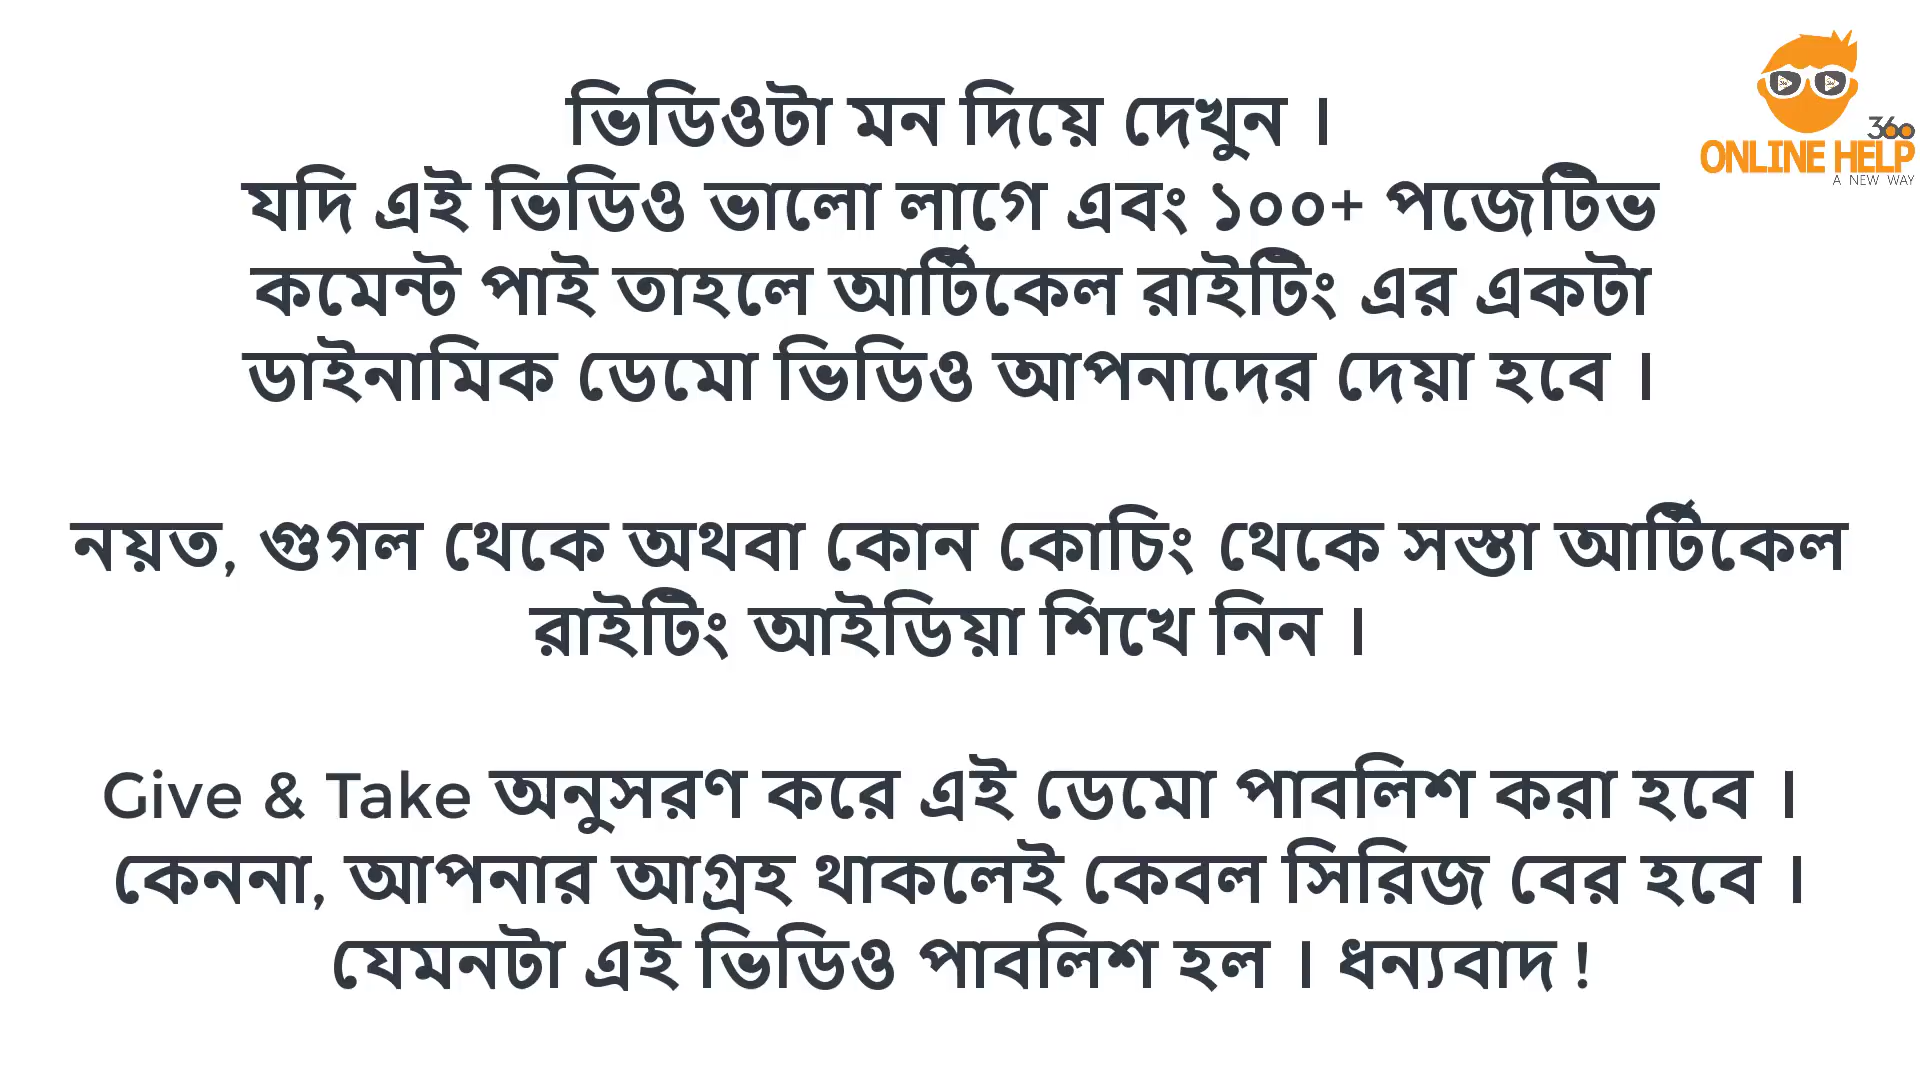 ভিডিওটা মন দিয়ে দেখুন ।
যদি এই ভিডিও ভালো লাগে এবং ১০০+ পজেটিভ
কমেন্ট পাই তাহলে আর্টিকেল রাইটিং এর একটা
ডাইনামিক ডেমো ভিডিও আপনাদের দেয়া হবে ।
নয়ত, গুগল থেকে অথবা কোন কোচিং থেকে সস্তা আর্টিকেল
রাইটিং আইডিয়া শিখে নিন ।
Give & Take অনুসরণ করে এই ডেমো পাবলিশ করা হবে ।
কেননা, আপনার আগ্রহ থাকলেই কেবল সিরিজ বের হবে ।
যেমনটা এই ভিডিও পাবলিশ হল । ধন্যবাদ !
360
ONLINE HELP
A NEW WAY